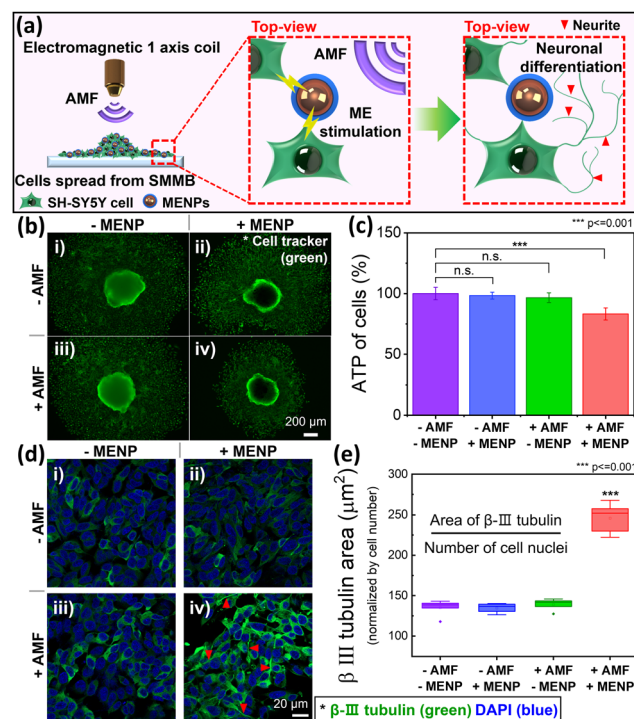 (a)
Electromagnetic 1 axis coil
AMF
Cells spread from SMMB
SH-SY5Y cell
MENPs
Top-view
AMF
ME
stimulation
Top-view
Neurite
Neuronal
differentiation
(b)
- MENP
+ MENP
- AMF
+ AMF
i)
ii)
* Cell tracker
(green)
iii)
iv)
200 μm
(c)
*** p<=0.001
ATP of cells (%)
150
100
50
0
***
n.s.
n.s.
- AMF
- MENP
- AMF
+ MENP
+ AMF
- MENP
+ AMF
+ MENP
(d)
- MENP
+ MENP
- AMF
+ AMF
i)
ii)
iii)
iv)
20 μm
(e)
*** p<=0.001
β III tubulin area (μm²)
(normalized by cell number)
300
250
200
150
100
Area of β-III tubulin
Number of cell nuclei
***
- AMF
- MENP
- AMF
+ MENP
+ AMF
- MENP
+ AMF
+ MENP
* β-III tubulin (green) DAPI (blue)